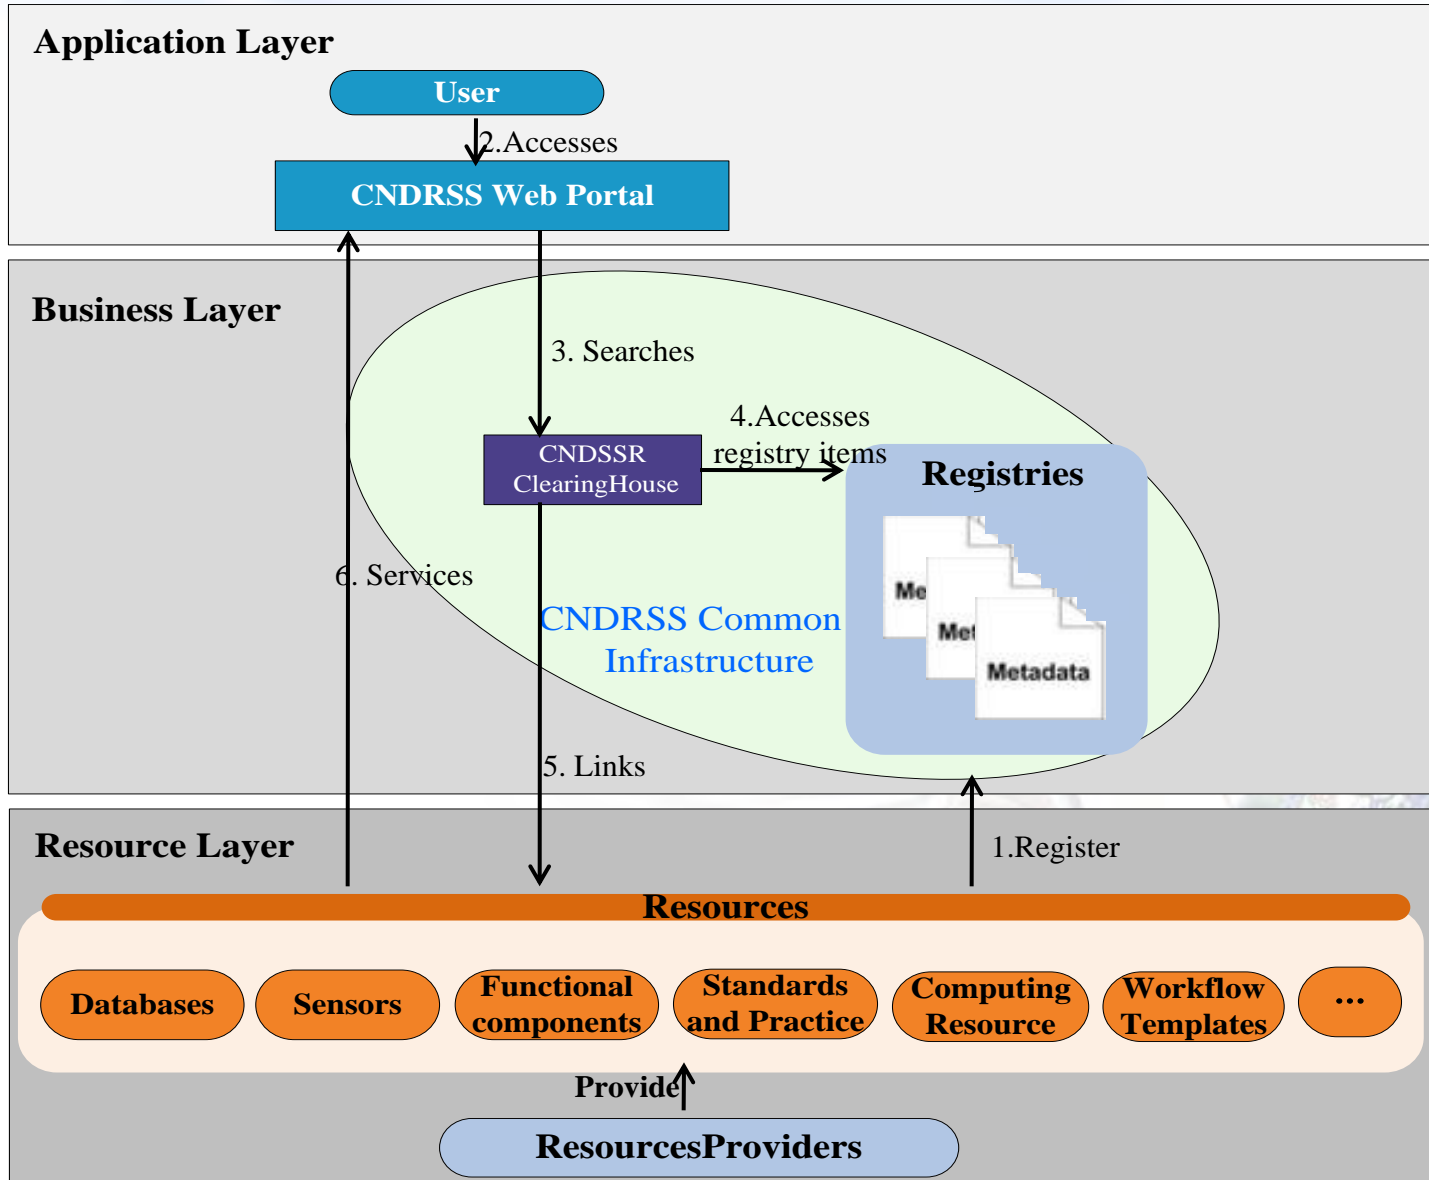 Application Layer
User
2.Accesses
CNDRSS Web Portal
Business Layer
3. Searches
4.Accesses
registry items
CNDSSR
ClearingHouse
Registries
Me
Met
Metadata
6. Services
CNDRSS Common
Infrastructure
5. Links
Resource Layer
1.Register
Resources
Databases
Sensors
Functional
components
Standards
and Practice
Computing
Resource
Workflow
Templates
...
Provide
ResourcesProviders